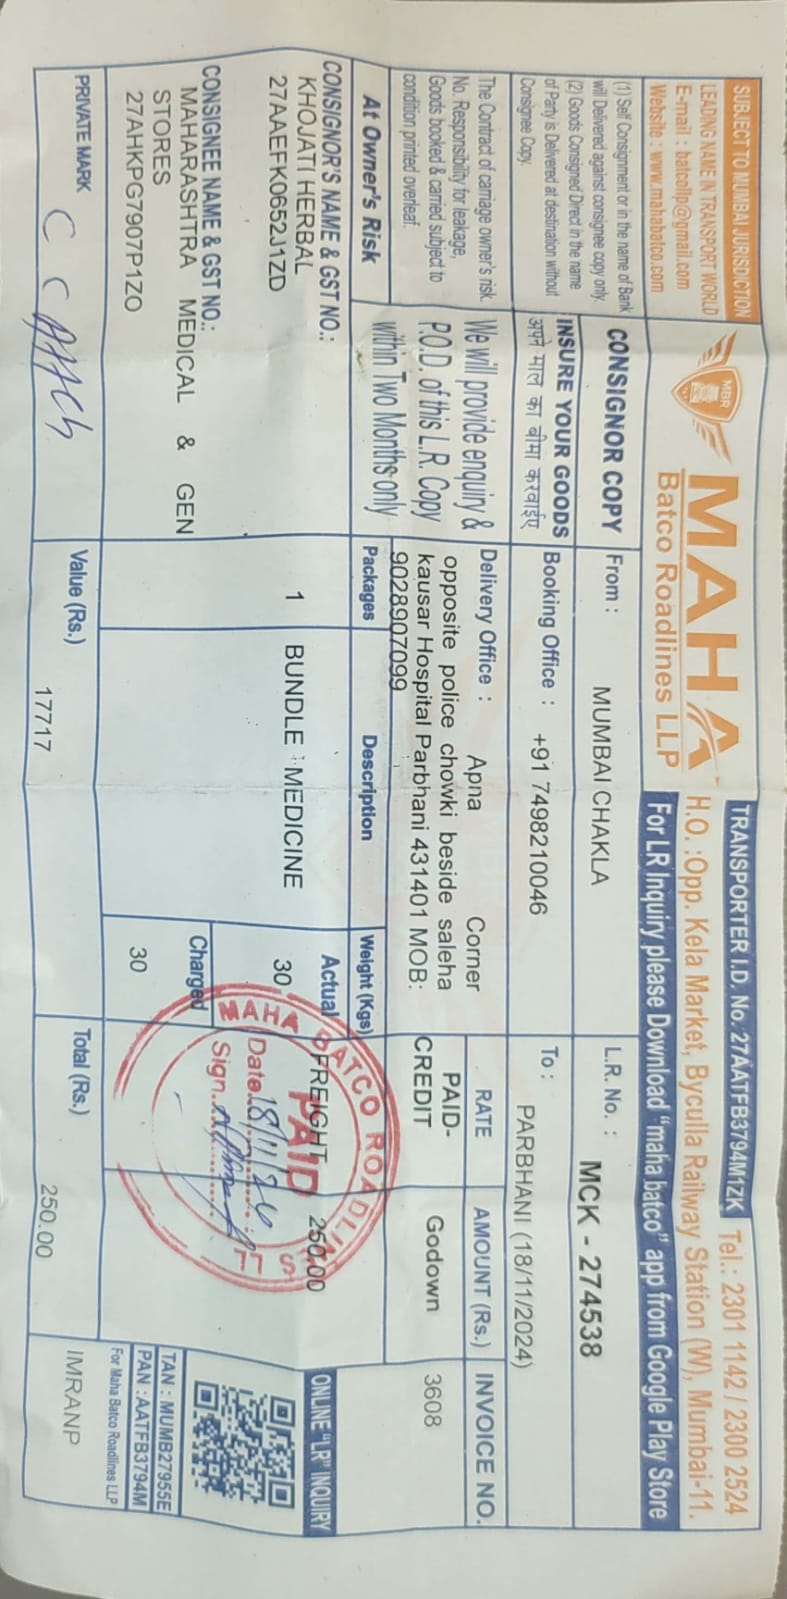 SUBJECT TO MUMBAI JURISDICTION
LEADING NAME IN TRANSPORT WORLD
E-mail : batcollp@gmail.com
Website : www.mahabatco.com
MBR
MAHA
Batco Roadlines LLP
TRANSPORTER I.D. No. 27AATFB3794M1ZK Tel.: 2301 1142 / 2300 2524
H.O. :Opp. Kela Market, Byculla Railway Station (W), Mumbai-11.
For LR Inquiry please Download "maha batco" app from Google Play Store
(1) Self Consignment or in the name of Bank
will Delivered against consignee copy only.
(2) Goods Consigned Direct in the name
of Party is Delivered at destination without
Consignee Copy.
CONSIGNOR COPY
INSURE YOUR GOODS
अपने माल का बीमा करवाईए
From : MUMBAI CHAKLA
L.R. No. : MCK - 274538
Booking Office : +91 7498210046
To : PARBHANI (18/11/2024)
The Contract of carriage owner's risk.
No. Responsibility for leakage,
Goods booked & carried subject to
condition printed overleaf.
We will provide enquiry &
P.O.D. of this L.R. Copy
within Two Months only
Delivery Office : Apna Corner
opposite police chowki beside saleha
kausar Hospital Parbhani 431401 MOB:
9028907099
RATE
AMOUNT (Rs.)
INVOICE NO.
PAID-
CREDIT
Godown
3608
At Owner's Risk
Packages
Description
Weight (Kgs)
CONSIGNOR'S NAME & GST NO.:
KHOJATI HERBAL
27AAEFK0652J1ZD
1
BUNDLE : MEDICINE
Actual
30
FREIGHT 250.00
Charged
30
MAHA BATCO ROADLINES
PAID
Date 18/11/24
Sign.
ONLINE "LR" INQUIRY
CONSIGNEE NAME & GST NO.:
MAHARASHTRA MEDICAL & GEN
STORES
27AHKPG7907P1ZO
TAN : MUMB27955E
PAN : AATFB3794M
For Maha Batco Roadlines LLP
PRIVATE MARK
C C
Value (Rs.)
17717
Total (Rs.)
250.00
IMRANP